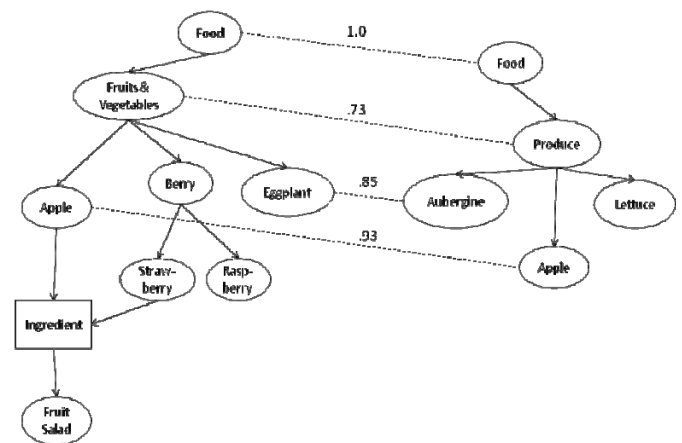 Food
1.0
Food
Fruits&
Vegetables
.73
Produce
Berry
Eggplant
.85
Aubergine
Lettuce
Apple
.93
Straw-
berry
Rasp-
berry
Apple
Ingredient
Fruit
Salad